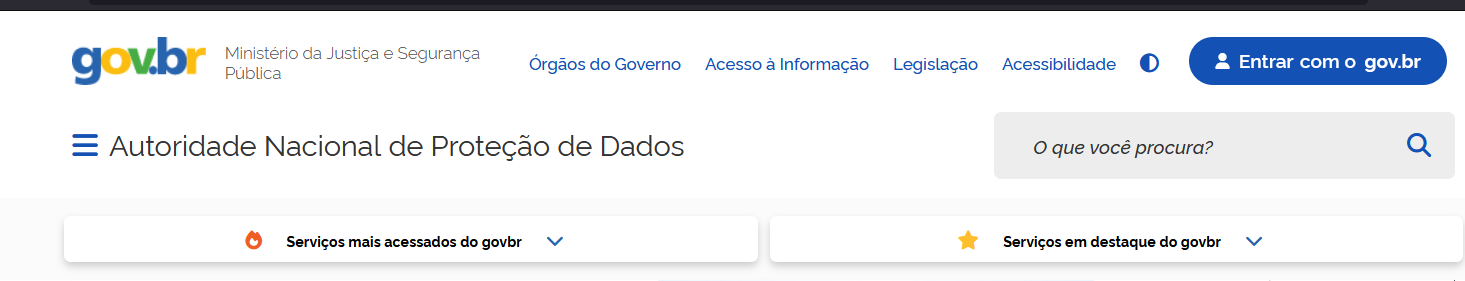 gov.br
Ministério da Justiça e Segurança
Pública
Órgãos do Governo Acesso à Informação Legislação Acessibilidade Entrar com o gov.br
Autoridade Nacional de Proteção de Dados
O que você procura?
Serviços mais acessados do govbr
Serviços em destaque do govbr